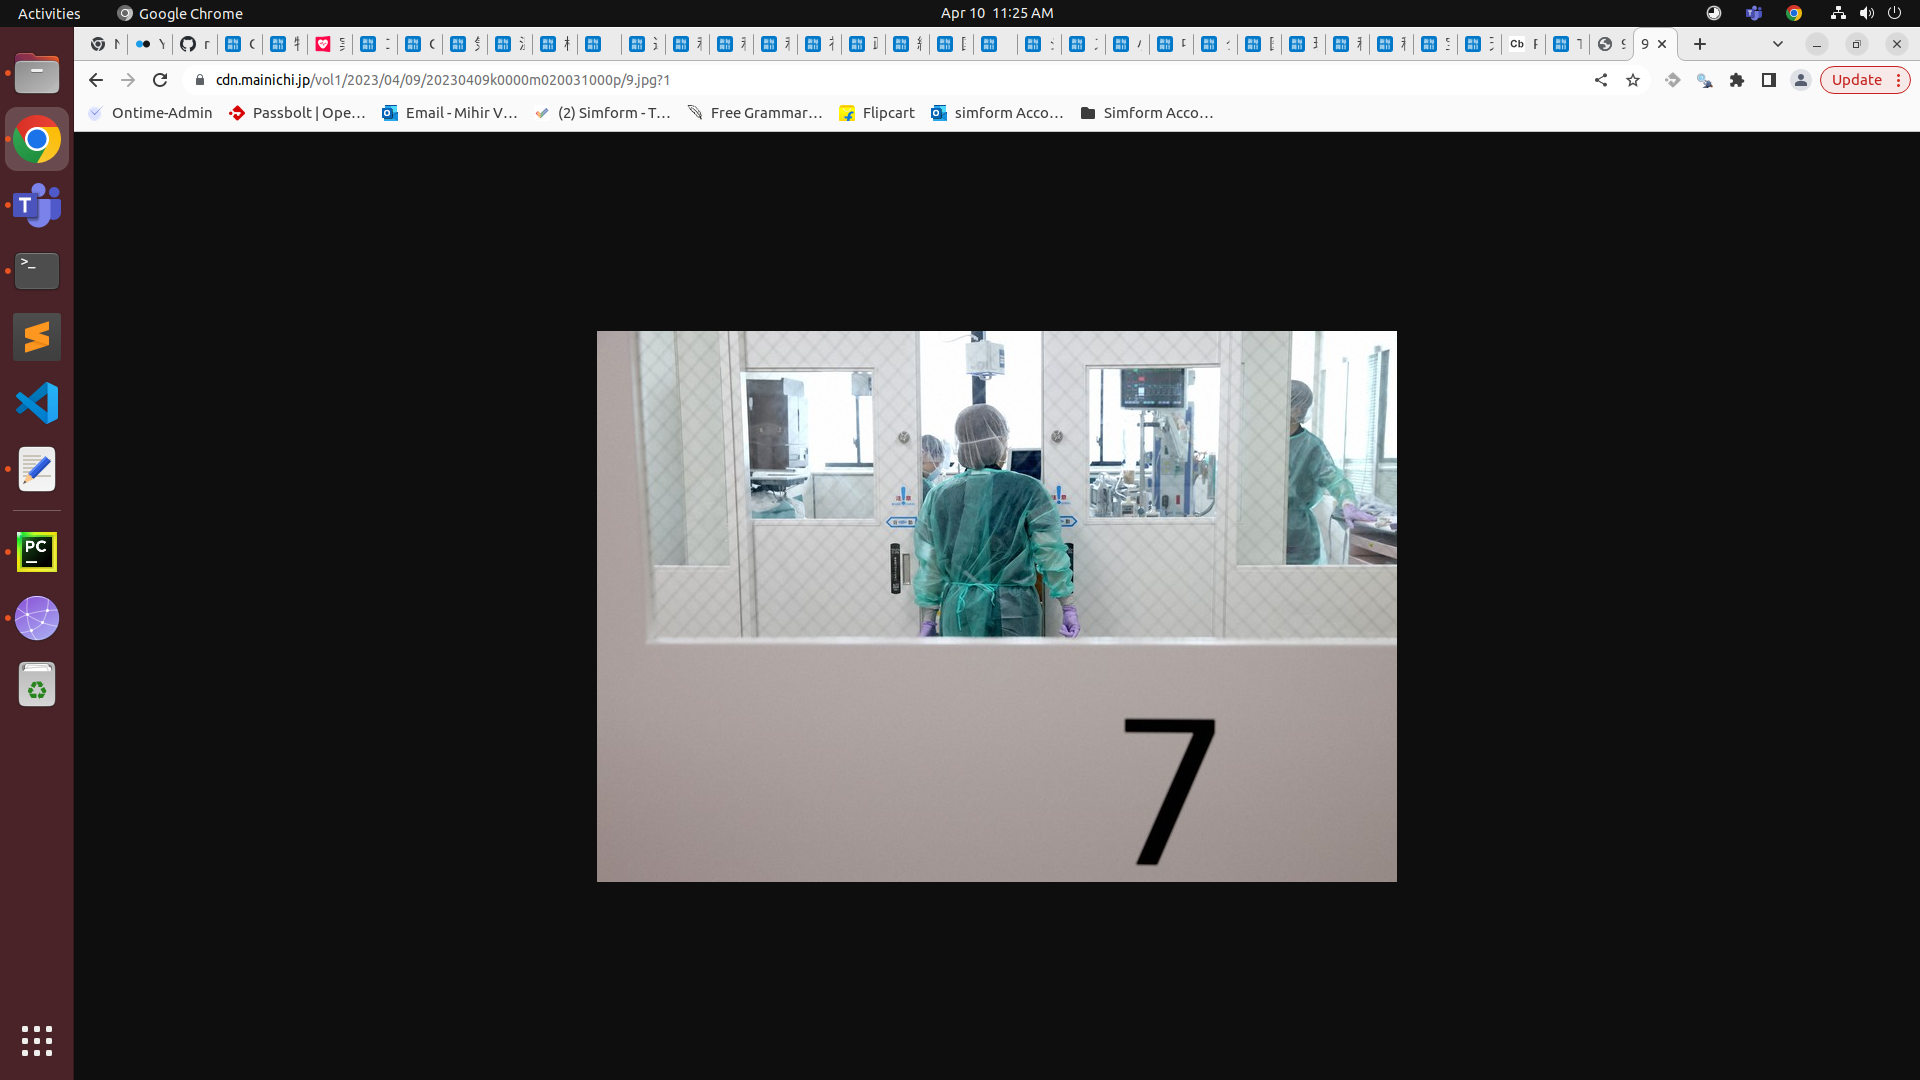 Activities
Google Chrome
Apr 10 11:25 AM
9
cdn.mainichi.jp/vol1/2023/04/09/20230409k0000m020031000p/9.jpg?1
Update
Ontime-Admin
Passbolt | Ope…
Email - Mihir V…
(2) Simform - T…
Free Grammar…
Flipcart
simform Acco…
Simform Acco…
7